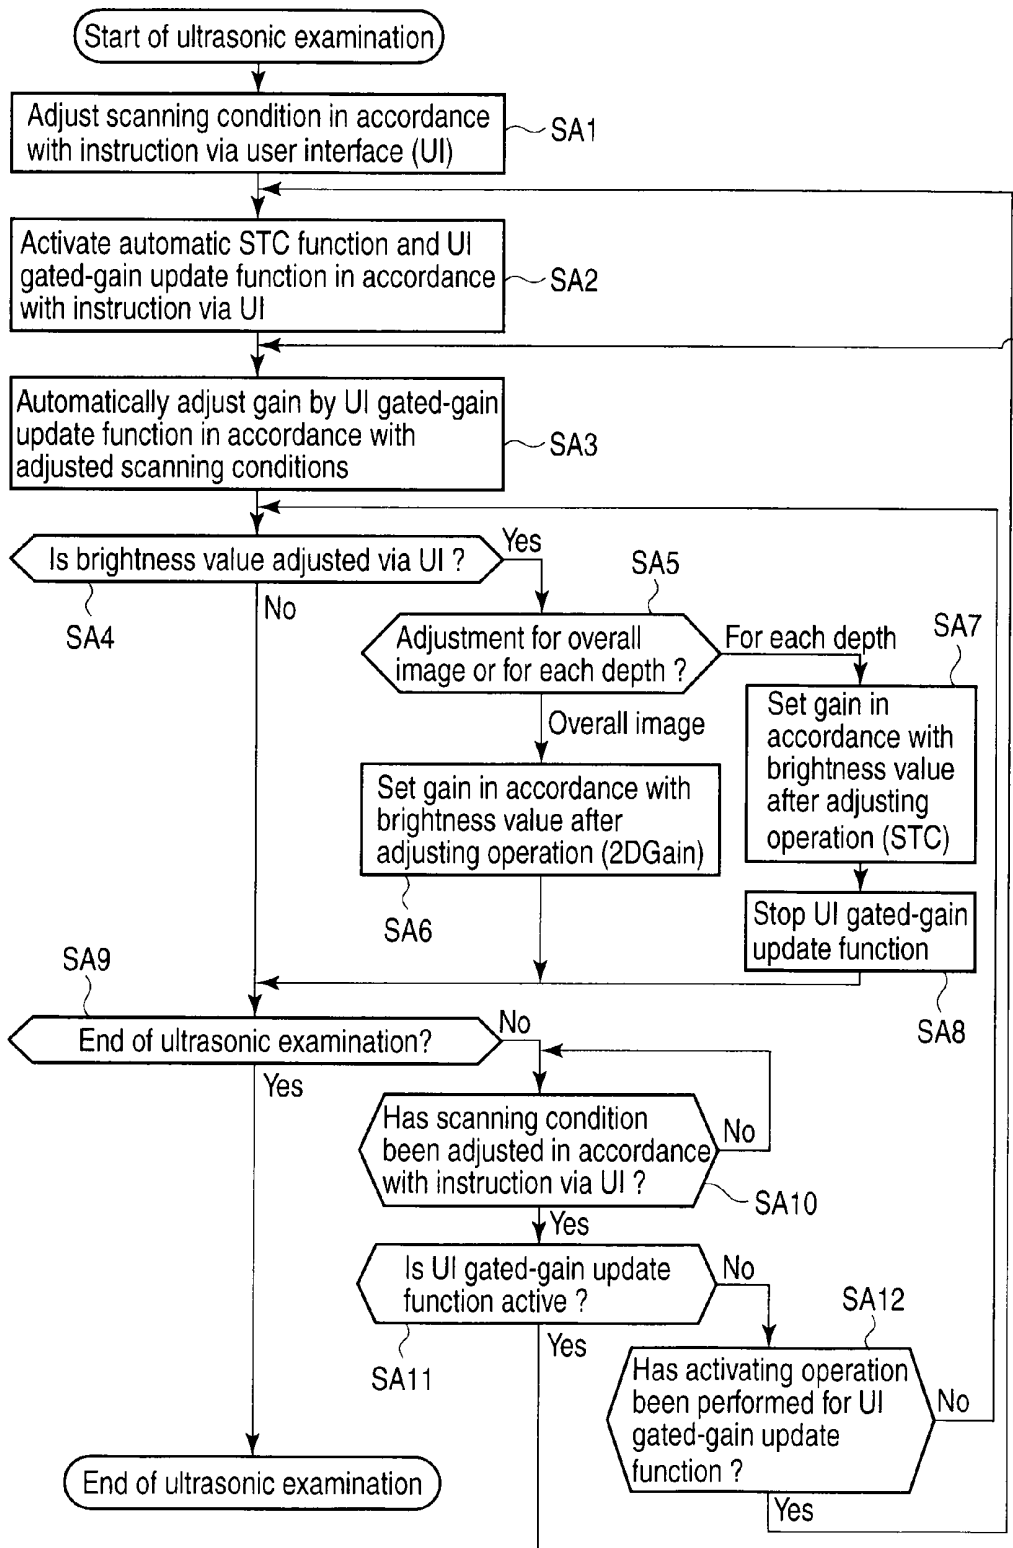 Start of ultrasonic examination
Adjust scanning condition in accordance
with instruction via user interface (UI)
SA1
Activate automatic STC function and UI
gated-gain update function in accordance
with instruction via UI
SA2
Automatically adjust gain by UI gated-gain
update function in accordance with
adjusted scanning conditions
SA3
Is brightness value adjusted via UI ?
Yes
No
SA4
SA5
Adjustment for overall
image or for each depth ?
For each depth
SA7
Overall image
Set gain in
accordance with
brightness value
after adjusting
operation (STC)
Set gain in accordance with
brightness value after
adjusting operation (2DGain)
SA6
Stop UI gated-gain
update function
SA8
SA9
End of ultrasonic examination?
No
Yes
Has scanning condition
been adjusted in accordance
with instruction via UI ?
No
SA10
Yes
Is UI gated-gain update
function active ?
No
SA11
Yes
SA12
Has activating operation
been performed for UI
gated-gain update
function ?
No
Yes
End of ultrasonic examination